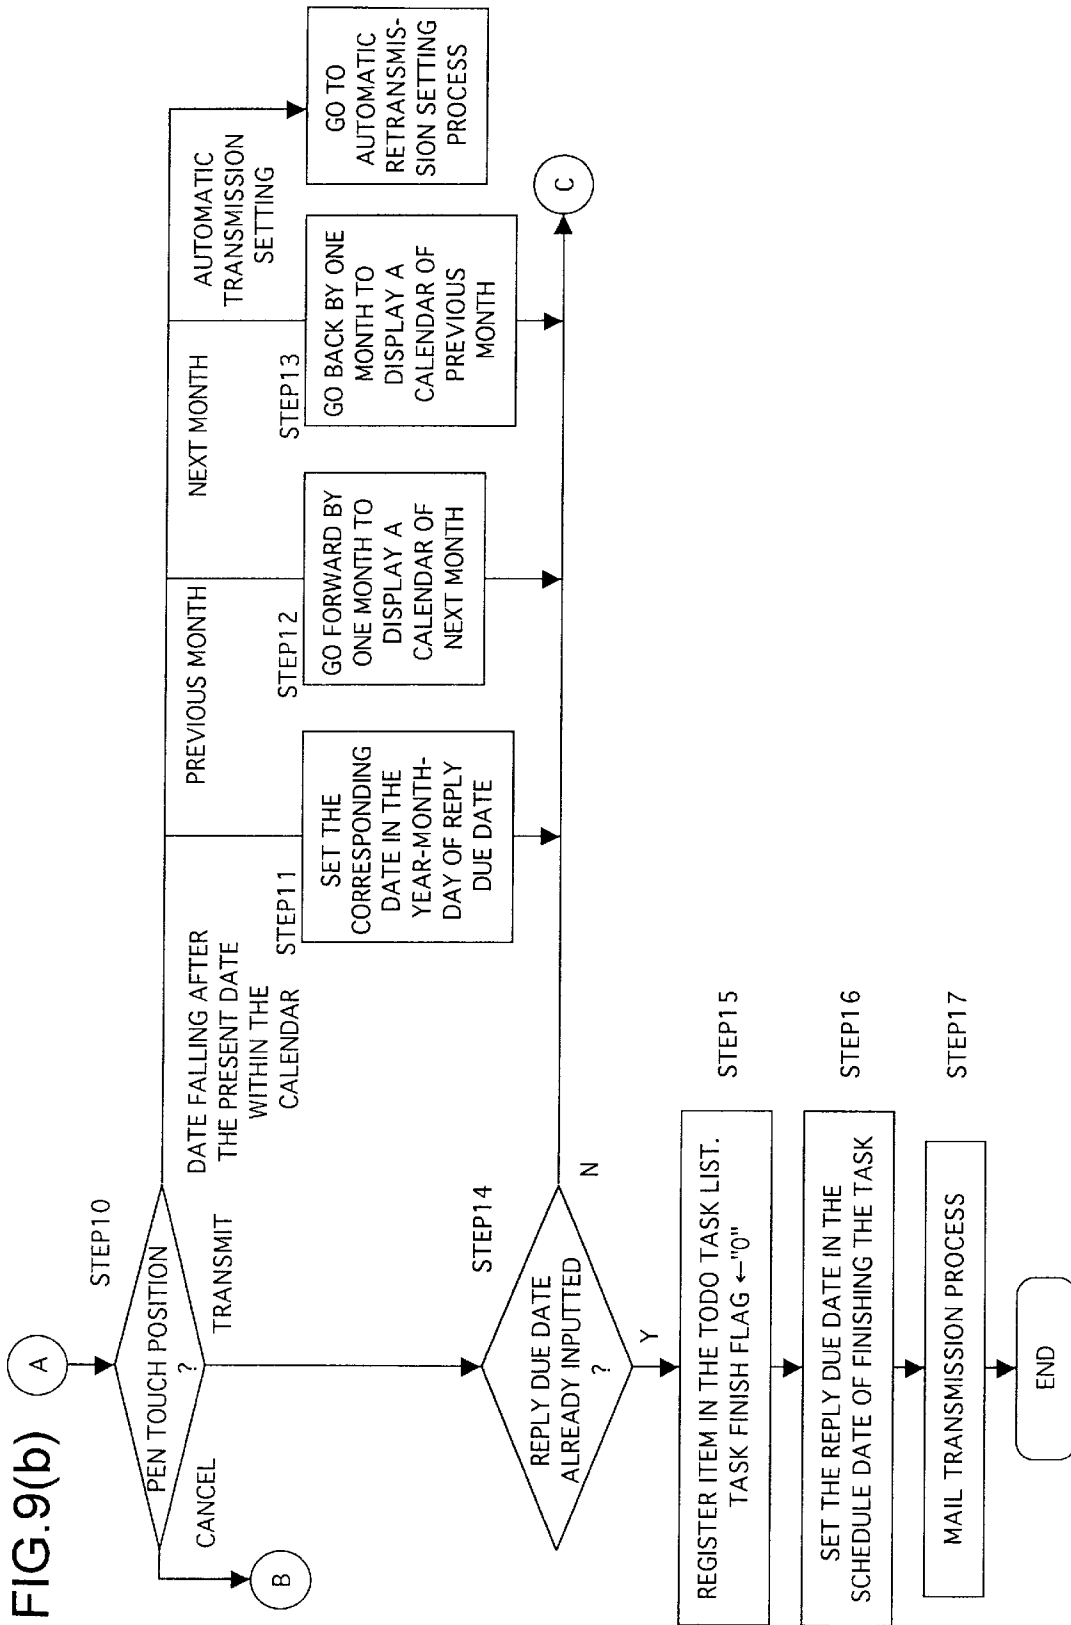 FIG.9(b)
A
STEP10
PEN TOUCH POSITION
?
CANCEL
B
TRANSMIT
DATE FALLING AFTER
THE PRESENT DATE
WITHIN THE
CALENDAR
PREVIOUS MONTH
NEXT MONTH
AUTOMATIC
TRANSMISSION
SETTING
STEP11
SET THE
CORRESPONDING
DATE IN THE
YEAR-MONTH-
DAY OF REPLY
DUE DATE
STEP12
GO FORWARD BY
ONE MONTH TO
DISPLAY A
CALENDAR OF
NEXT MONTH
STEP13
GO BACK BY ONE
MONTH TO
DISPLAY A
CALENDAR OF
PREVIOUS
MONTH
GO TO
AUTOMATIC
RETRANSMIS-
SION SETTING
PROCESS
C
STEP14
REPLY DUE DATE
ALREADY INPUTTED
?
N
Y
STEP15
REGISTER ITEM IN THE TODO TASK LIST.
TASK FINISH FLAG ←"0"
STEP16
SET THE REPLY DUE DATE IN THE
SCHEDULE DATE OF FINISHING THE TASK
STEP17
MAIL TRANSMISSION PROCESS
END